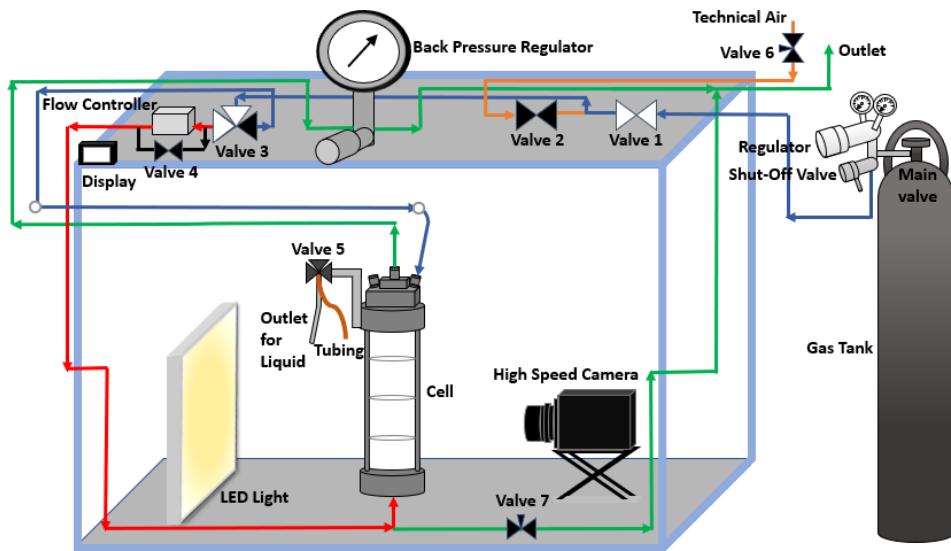 Technical Air
Valve 6
Outlet
Back Pressure Regulator
Flow Controller
Valve 3
Valve 2
Valve 1
Valve 4
Display
Regulator
Shut-Off Valve
Main
valve
Valve 5
Outlet
for
Liquid
Tubing
Cell
High Speed Camera
Gas Tank
LED Light
Valve 7